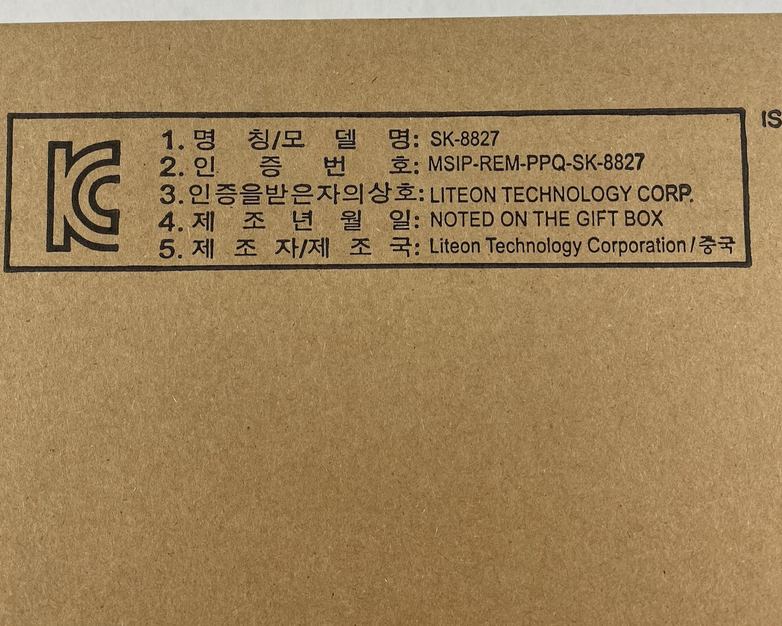 KC
1. 명 칭/모 델 명: SK-8827
2. 인 증 번 호: MSIP-REM-PPQ-SK-8827
3. 인증을받은자의상호: LITEON TECHNOLOGY CORP.
4. 제 조 년 월 일: NOTED ON THE GIFT BOX
5. 제 조 자/제 조 국: Liteon Technology Corporation / 중국
IS